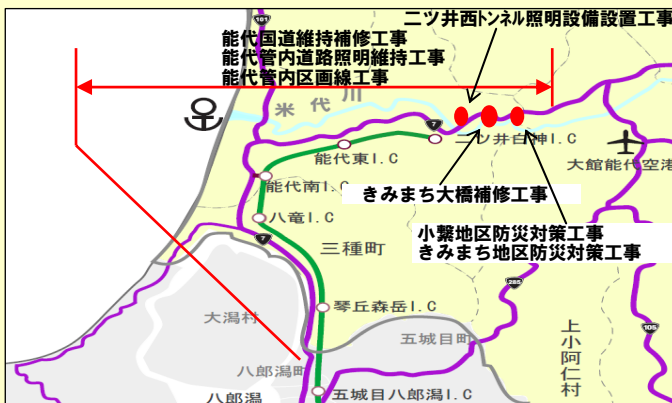 二ツ井西トンネル照明設備設置工事
能代国道維持補修工事
能代管内道路照明維持工事
能代管内区画線工事
101
米代川
7
二ツ井白神I.C
能代東I.C
大館能代空港
能代南I.C
きみまち大橋補修工事
八竜I.C
小繋地区防災対策工事
きみまち地区防災対策工事
7
三種町
285
琴丘森岳I.C
大潟村
105
五城目町
上小阿仁村
八郎潟町
八郎潟
五城目八郎潟I.C